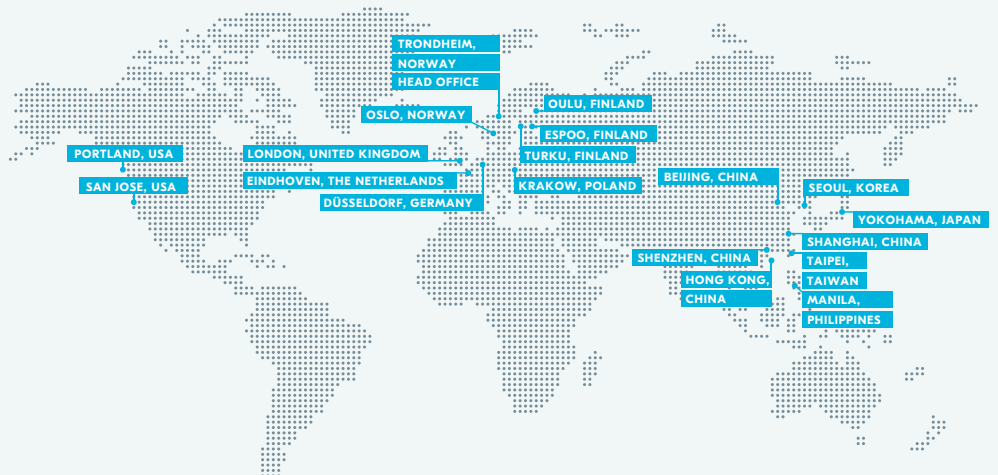 TRONDHEIM,
NORWAY
HEAD OFFICE
OULU, FINLAND
OSLO, NORWAY
ESPOO, FINLAND
PORTLAND, USA
LONDON, UNITED KINGDOM
TURKU, FINLAND
SAN JOSE, USA
EINDHOVEN, THE NETHERLANDS
KRAKOW, POLAND
DÜSSELDORF, GERMANY
BEIJING, CHINA
SEOUL, KOREA
YOKOHAMA, JAPAN
SHANGHAI, CHINA
SHENZHEN, CHINA
TAIPEI,
TAIWAN
HONG KONG,
CHINA
MANILA,
PHILIPPINES